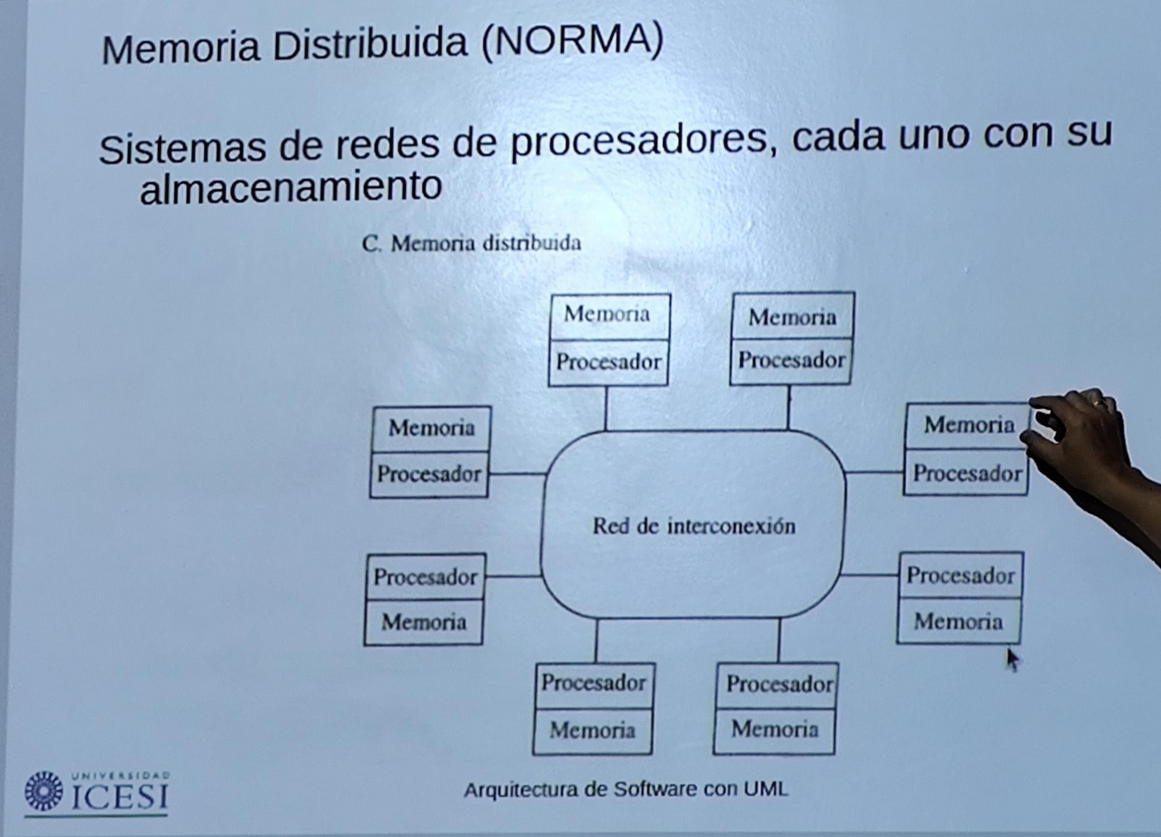 Memoria Distribuida (NORMA)
Sistemas de redes de procesadores, cada uno con su
almacenamiento
C. Memoria distribuida
Memoria
Procesador
Memoria
Procesador
Memoria
Procesador
Memoria
Procesador
Red de interconexión
Procesador
Memoria
Procesador
Memoria
Procesador
Memoria
Procesador
Memoria
UNIVERSIDAD
ICESI
Arquitectura de Software con UML